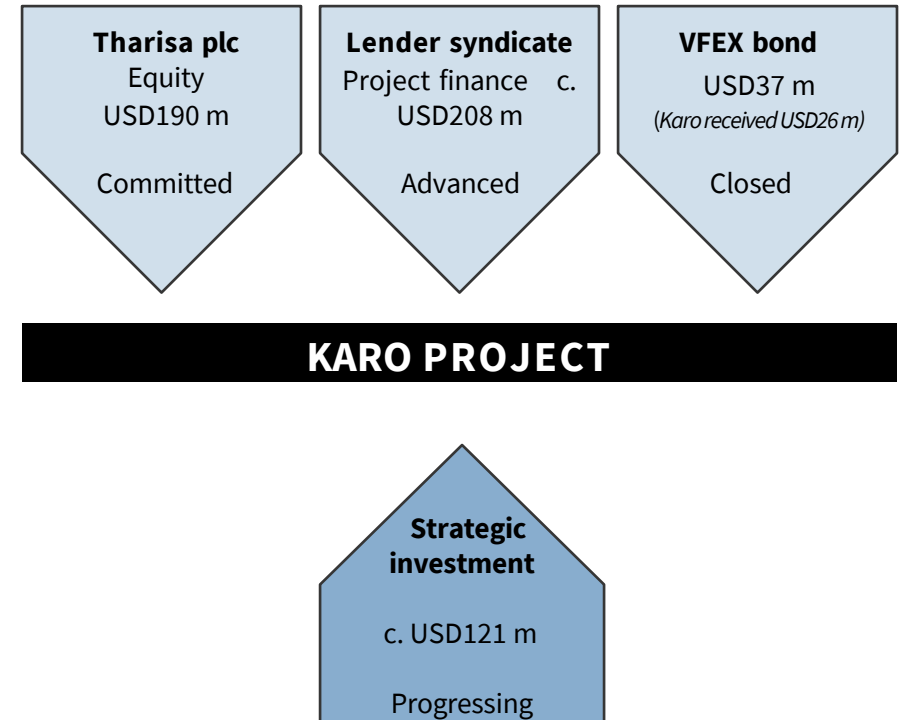 Tharisa plc
Equity
USD190 m
Committed
Lender syndicate
Project finance c.
USD208 m
Advanced
VFEX bond
USD37 m
(Karo received USD26 m)
Closed
KARO PROJECT
Strategic
investment
c. USD121 m
Progressing